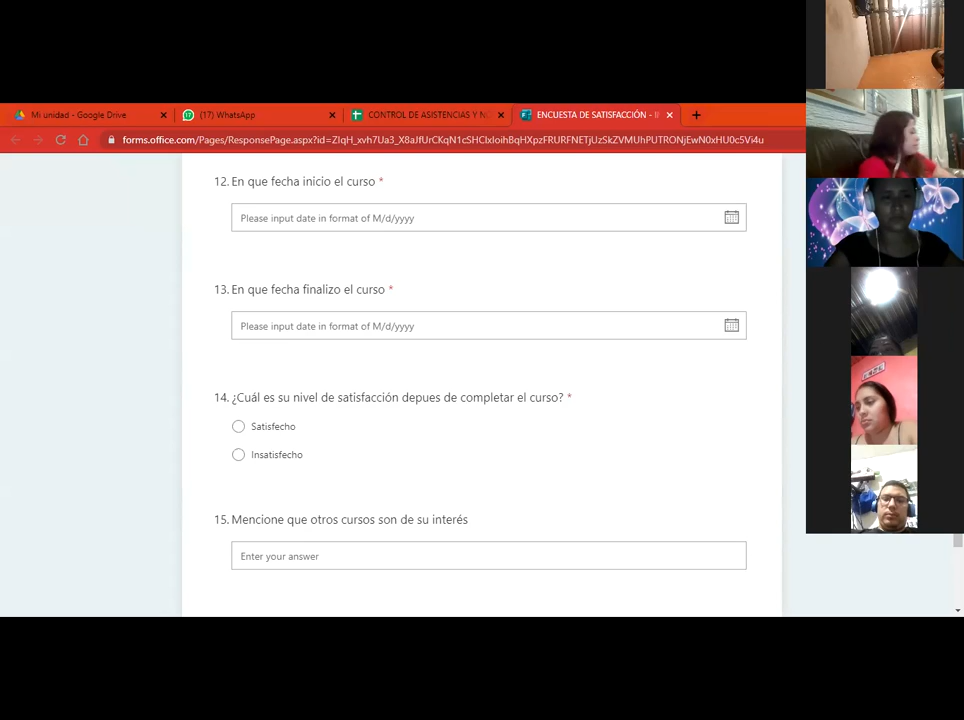 Mi unidad - Google Drive
(17) WhatsApp
CONTROL DE ASISTENCIAS Y NO
ENCUESTA DE SATISFACCIÓN - I
forms.office.com/Pages/ResponsePage.aspx?id=ZIqH_xvh7Ua3_X8aJfUrCKqN1cSHClxIoihBqHXpzFRURFNETjUzSkZVMUhPUTRONjEwN0xHU0c5Vi4u
12. En que fecha inicio el curso *
Please input date in format of M/d/yyyy
13. En que fecha finalizo el curso *
Please input date in format of M/d/yyyy
14. ¿Cuál es su nivel de satisfacción depues de completar el curso? *
Satisfecho
Insatisfecho
15. Mencione que otros cursos son de su interés
Enter your answer